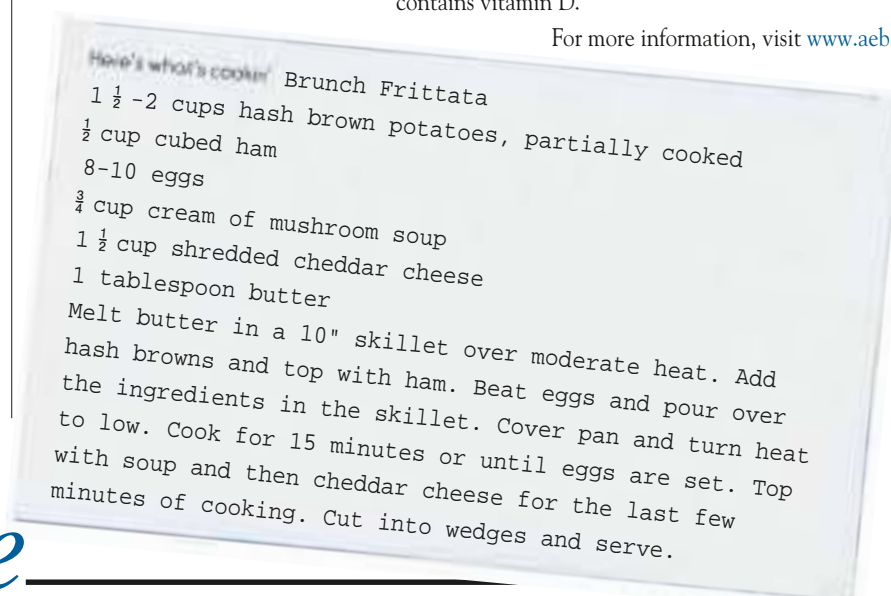 contains vitamin D.
For more information, visit www.aeb
Here's what's cookin' Brunch Frittata
1 ½ -2 cups hash brown potatoes, partially cooked
½ cup cubed ham
8-10 eggs
¾ cup cream of mushroom soup
1 ½ cup shredded cheddar cheese
1 tablespoon butter
Melt butter in a 10" skillet over moderate heat. Add
hash browns and top with ham. Beat eggs and pour over
the ingredients in the skillet. Cover pan and turn heat
to low. Cook for 15 minutes or until eggs are set. Top
with soup and then cheddar cheese for the last few
minutes of cooking. Cut into wedges and serve.
e